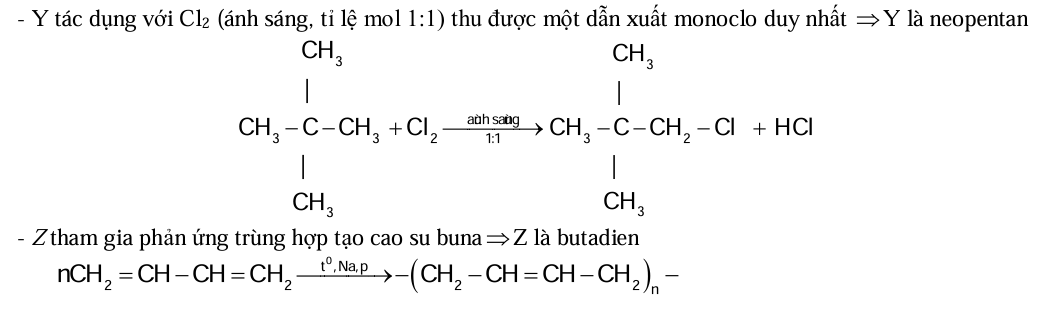 - Y tác dụng với Cl₂ (ánh sáng, tỉ lệ mol 1:1) thu được một dẫn xuất monoclo duy nhất ⇒Y là neopentan
CH₃ CH₃
| |
CH₃ – C – CH₃ + Cl₂ —aùnh saùng/1:1→ CH₃ – C – CH₂ – Cl + HCl
| |
CH₃ CH₃
- Z tham gia phản ứng trùng hợp tạo cao su buna⇒Z là butadien
nCH₂ = CH – CH = CH₂ —t⁰,Na,p→ –(CH₂ – CH = CH – CH₂)ₙ –